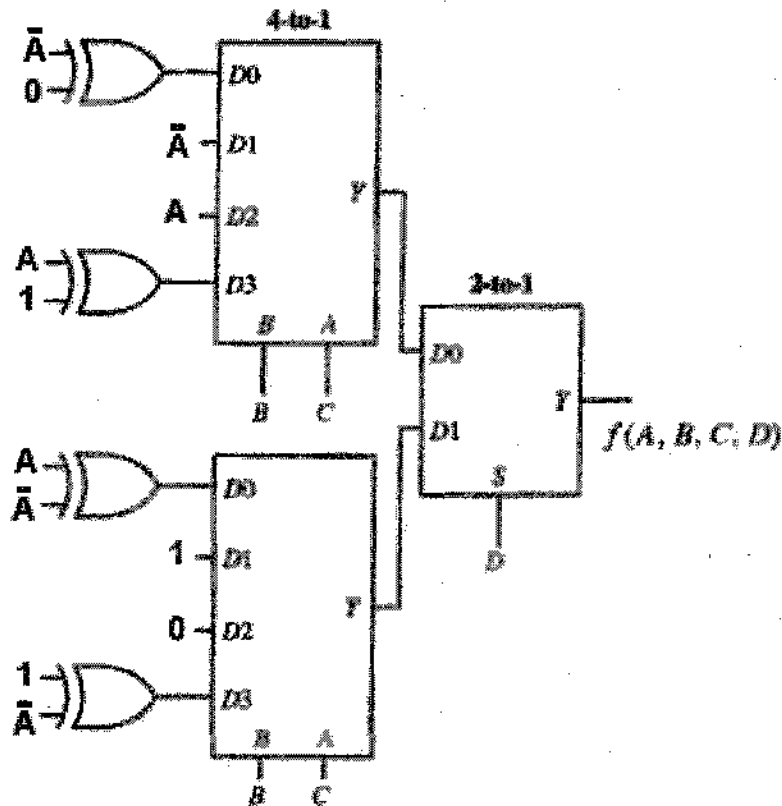 4-to-1
Ā
0
D0
Ā D1
Y
A D2
A
1
D3
B A
B C
2-to-1
D0
Y
D1
f(A, B, C, D)
S
D
A
Ā
D0
1 D1
Y
0 D2
1
Ā
D3
B A
B C